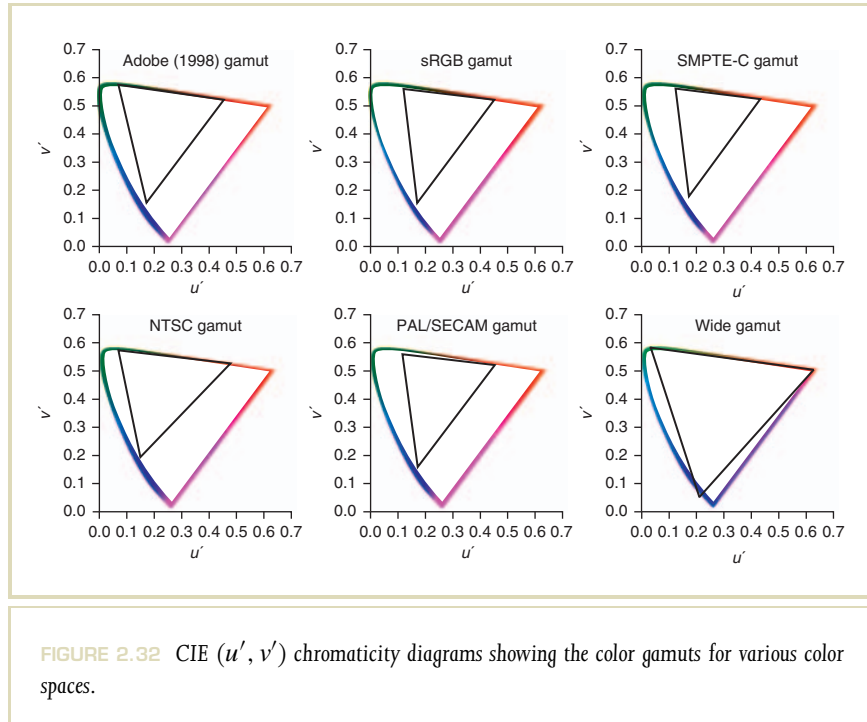 Adobe (1998) gamut
0.7
0.6
0.5
0.4
0.3
0.2
0.1
0.0
v′
0.0 0.1 0.2 0.3 0.4 0.5 0.6 0.7
u′
sRGB gamut
0.7
0.6
0.5
0.4
0.3
0.2
0.1
0.0
v′
0.0 0.1 0.2 0.3 0.4 0.5 0.6 0.7
u′
SMPTE-C gamut
0.7
0.6
0.5
0.4
0.3
0.2
0.1
0.0
v′
0.0 0.1 0.2 0.3 0.4 0.5 0.6 0.7
u′
NTSC gamut
0.7
0.6
0.5
0.4
0.3
0.2
0.1
0.0
v′
0.0 0.1 0.2 0.3 0.4 0.5 0.6 0.7
u′
PAL/SECAM gamut
0.7
0.6
0.5
0.4
0.3
0.2
0.1
0.0
v′
0.0 0.1 0.2 0.3 0.4 0.5 0.6 0.7
u′
Wide gamut
0.7
0.6
0.5
0.4
0.3
0.2
0.1
0.0
v′
0.0 0.1 0.2 0.3 0.4 0.5 0.6 0.7
u′
FIGURE 2.32 CIE (u′, v′) chromaticity diagrams showing the color gamuts for various color
spaces.